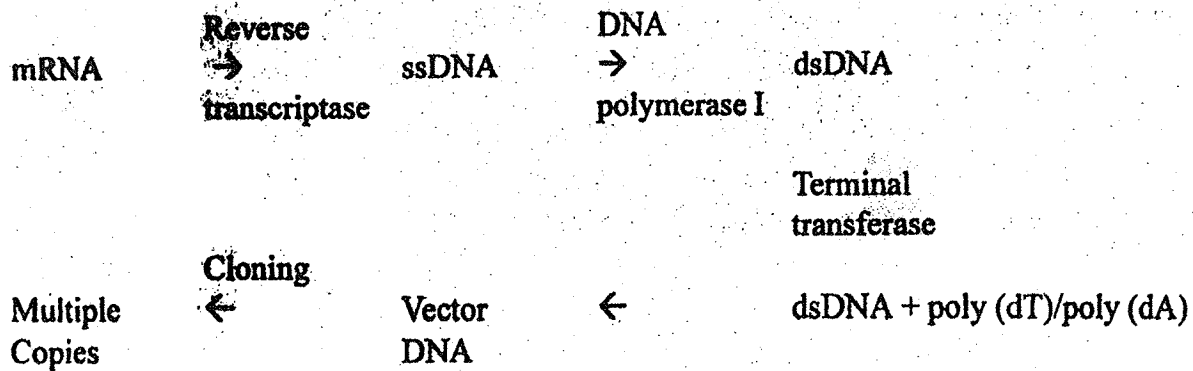 Reverse DNA
mRNA → ssDNA → dsDNA
transcriptase polymerase I
Terminal
transferase
Cloning
Multiple ← Vector ← dsDNA + poly (dT)/poly (dA)
Copies DNA